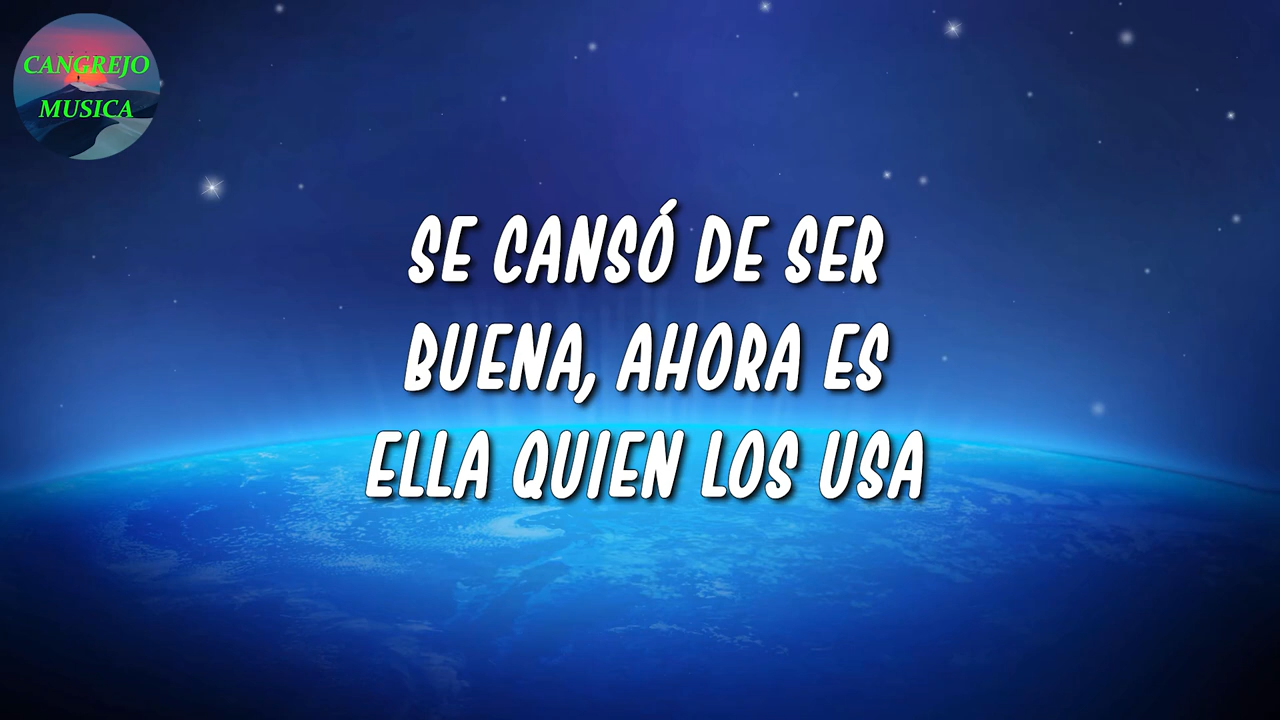 CANGREJO
MUSICA
SE CANSÓ DE SER
BUENA, AHORA ES
ELLA QUIEN LOS USA